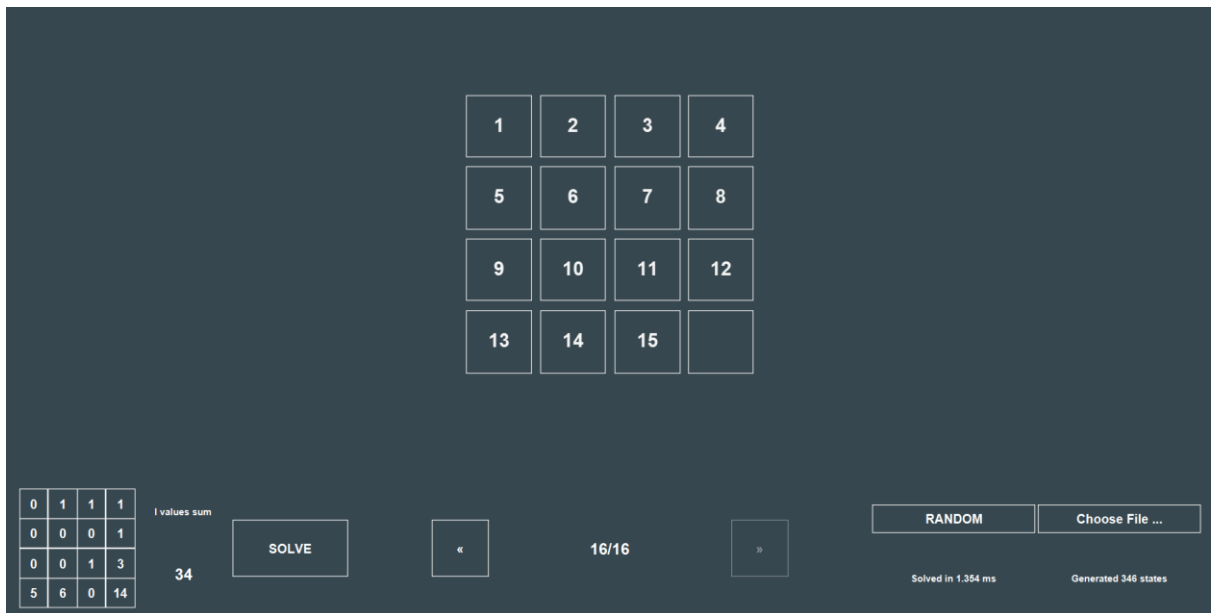 1 2 3 4
5 6 7 8
9 10 11 12
13 14 15
0 1 1 1
0 0 0 1
0 0 1 3
5 6 0 14
I values sum
34
SOLVE
«
16/16
»
RANDOM
Choose File ...
Solved in 1.354 ms
Generated 346 states